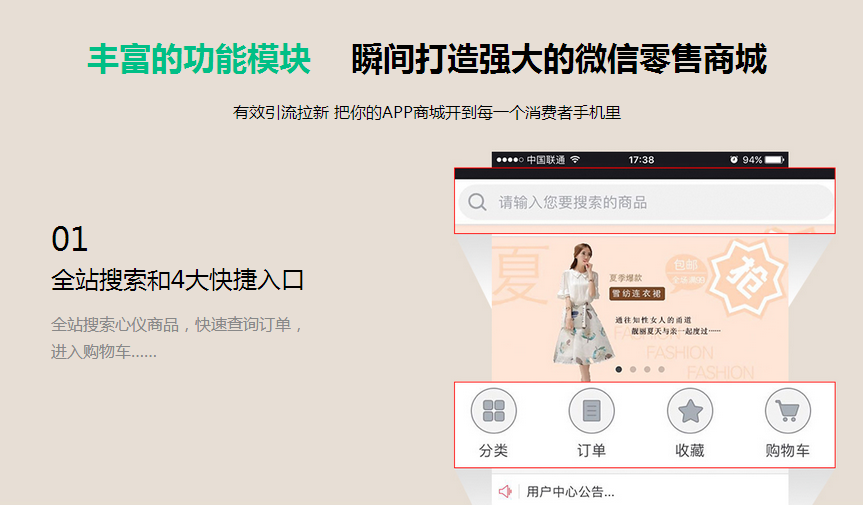 丰富的功能模块 瞬间打造强大的微信零售商城
有效引流拉新 把你的APP商城开到每一个消费者手机里
01
全站搜索和4大快捷入口
全站搜索心仪商品，快速查询订单，
进入购物车......
中国联通 17:38 94%
请输入您要搜索的商品
夏
夏季爆款
雪纺连衣裙
通往知性女人的甬道
靓丽夏天与亲一起度过······
包邮
抢
FASHION
FASHION
FASHION
分类 订单 收藏 购物车
用户中心公告...